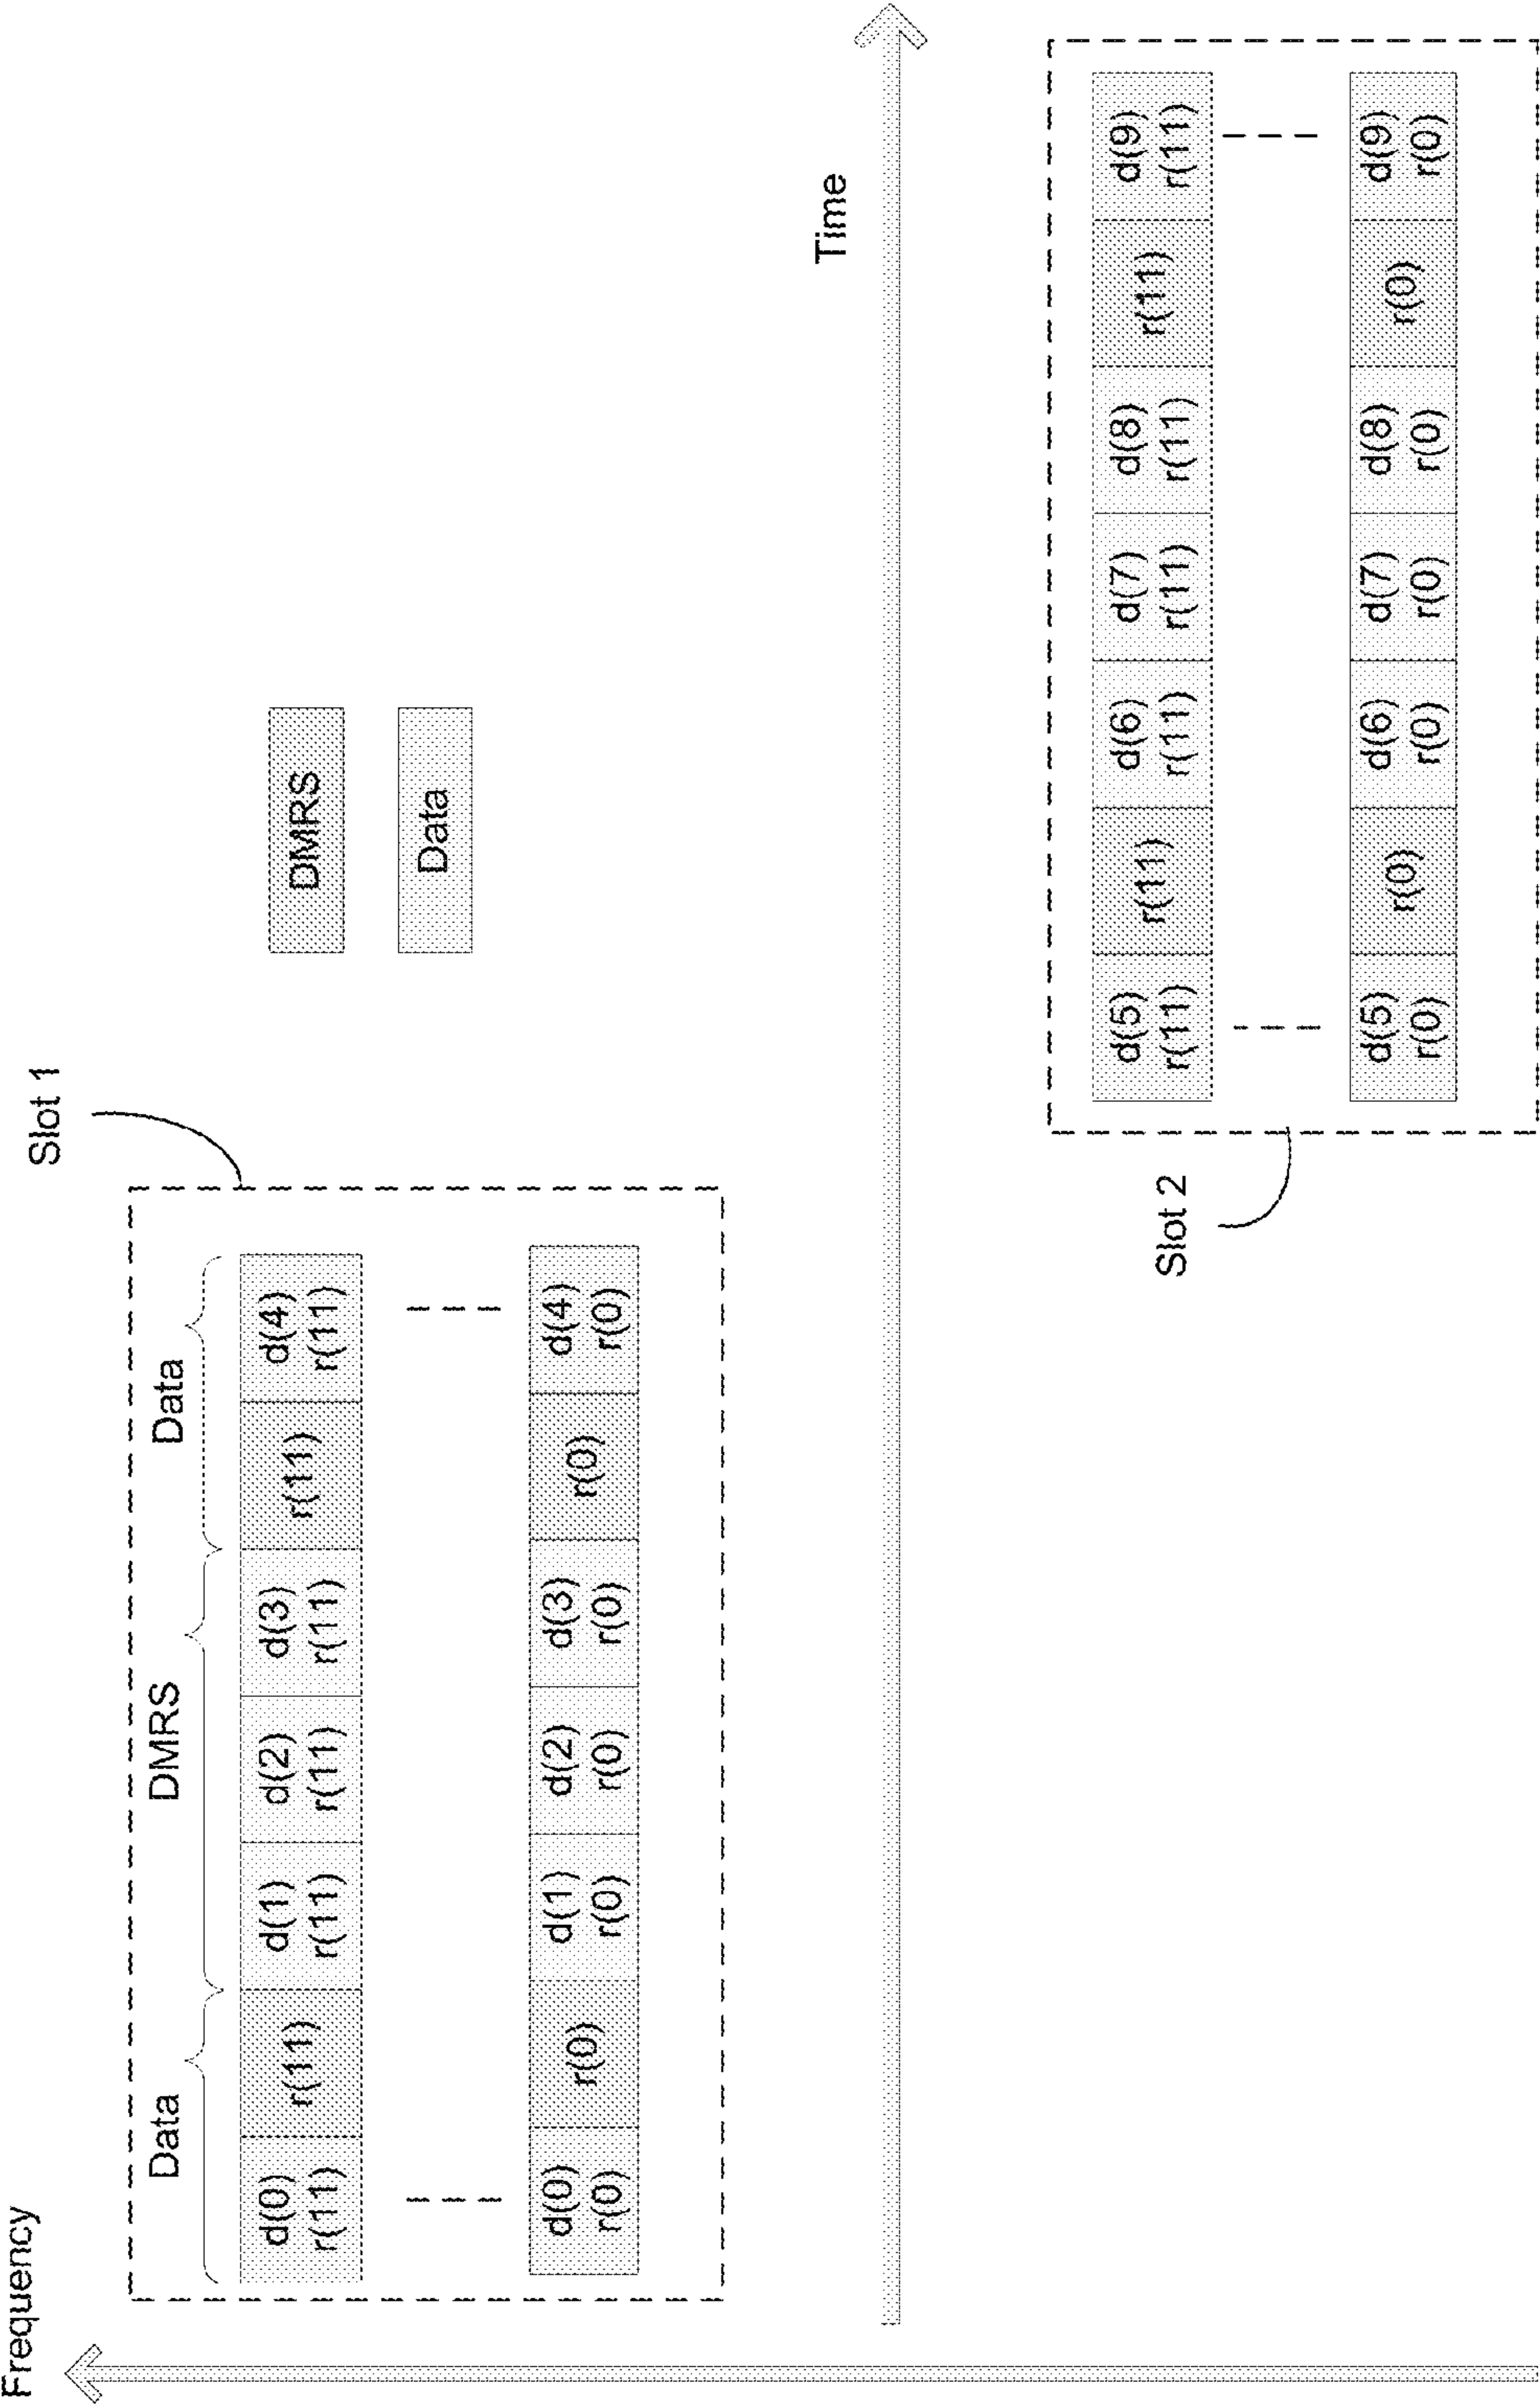 Frequency
Slot 1
Data
DMRS
Data
d(0)
r(11)
r(11)
d(1)
r(11)
d(2)
r(11)
d(3)
r(11)
r(11)
d(4)
r(11)
d(0)
r(0)
r(0)
d(1)
r(0)
d(2)
r(0)
d(3)
r(0)
r(0)
d(4)
r(0)
DMRS
Data
Time
Slot 2
d(5)
r(11)
r(11)
d(6)
r(11)
d(7)
r(11)
d(8)
r(11)
r(11)
d(9)
r(11)
d(5)
r(0)
r(0)
d(6)
r(0)
d(7)
r(0)
d(8)
r(0)
r(0)
d(9)
r(0)